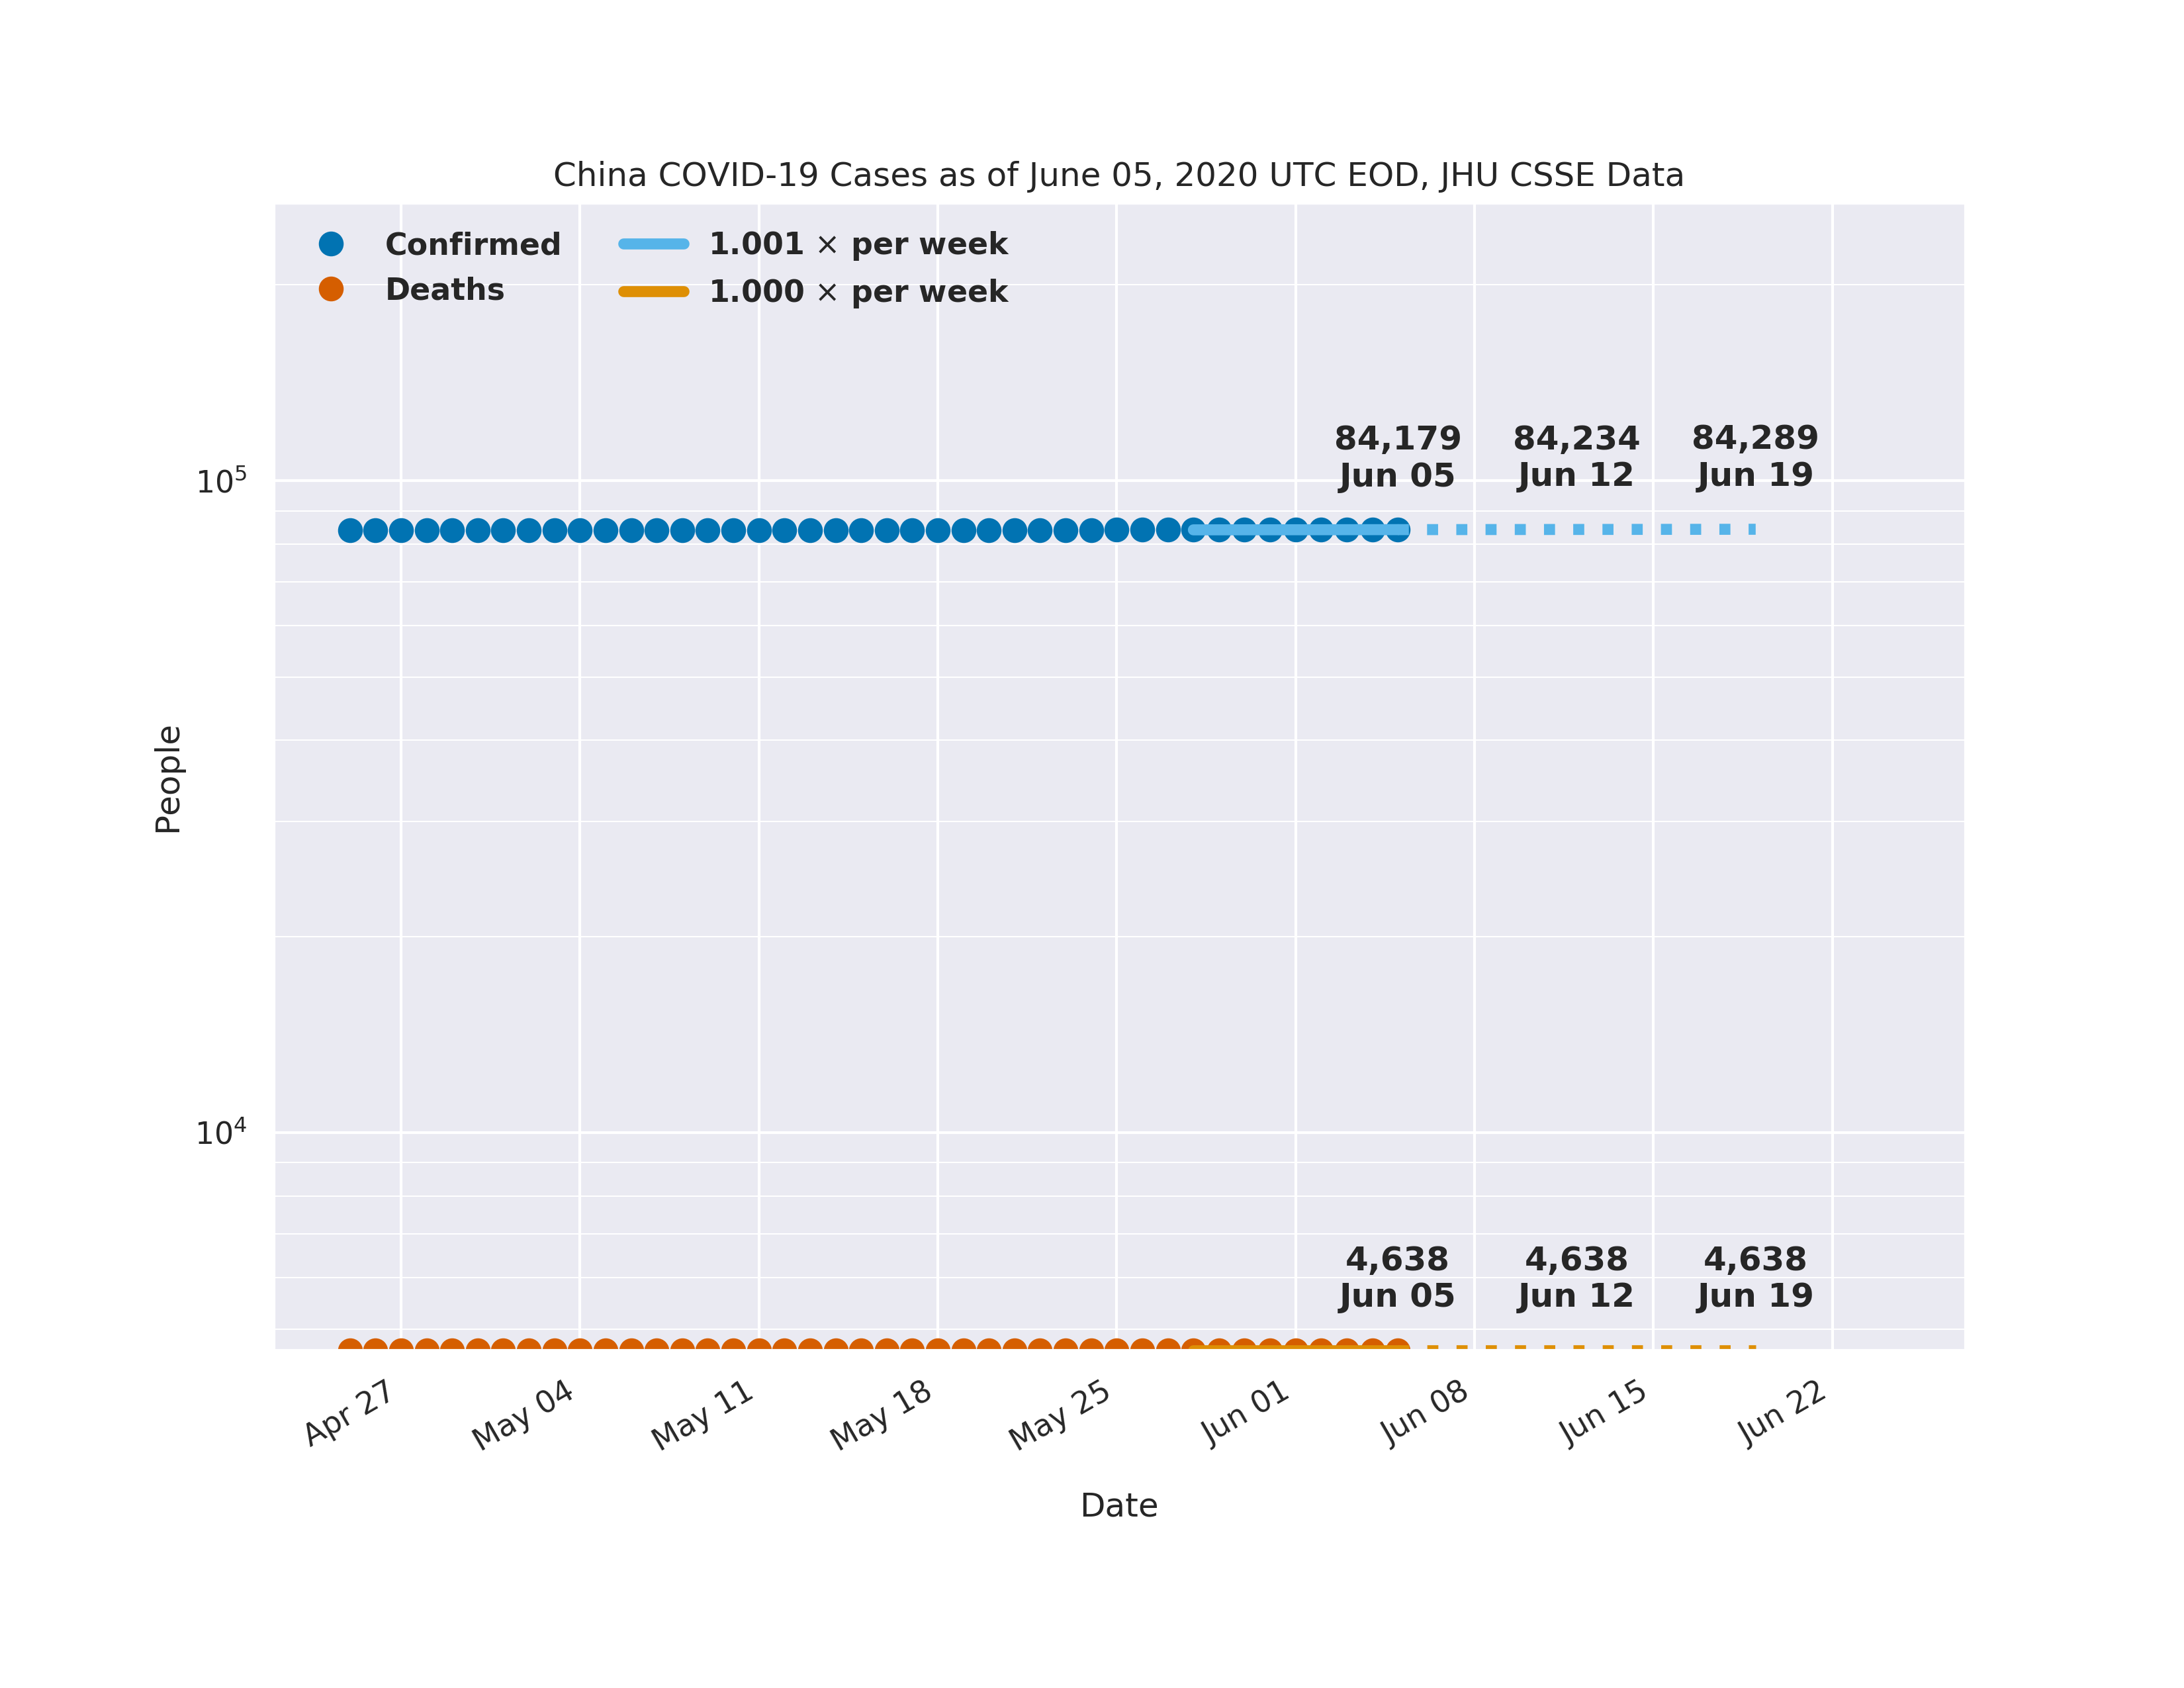 China COVID-19 Cases as of June 05, 2020 UTC EOD, JHU CSSE Data
Confirmed
Deaths
1.001 × per week
1.000 × per week
84,179
Jun 05
84,234
Jun 12
84,289
Jun 19
10⁵
People
10⁴
4,638
Jun 05
4,638
Jun 12
4,638
Jun 19
Apr 27
May 04
May 11
May 18
May 25
Jun 01
Jun 08
Jun 15
Jun 22
Date